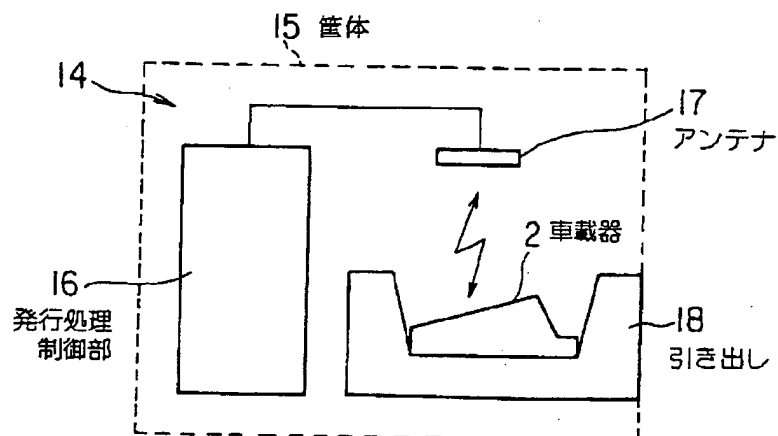 15 筐体
14
17
アンテナ
2 車載器
16
発行処理
制御部
18
引き出し